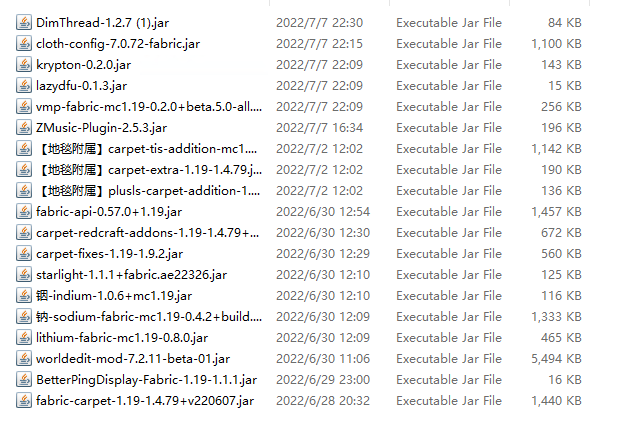 DimThread-1.2.7 (1).jar 2022/7/7 22:30 Executable Jar File 84 KB
cloth-config-7.0.72-fabric.jar 2022/7/7 22:15 Executable Jar File 1,100 KB
krypton-0.2.0.jar 2022/7/7 22:09 Executable Jar File 143 KB
lazydfu-0.1.3.jar 2022/7/7 22:09 Executable Jar File 15 KB
vmp-fabric-mc1.19-0.2.0+beta.5.0-all.... 2022/7/7 22:09 Executable Jar File 256 KB
ZMusic-Plugin-2.5.3.jar 2022/7/7 16:34 Executable Jar File 196 KB
【地毯附属】carpet-tis-addition-mc1.... 2022/7/2 12:02 Executable Jar File 1,142 KB
【地毯附属】carpet-extra-1.19-1.4.79.j... 2022/7/2 12:02 Executable Jar File 190 KB
【地毯附属】plusls-carpet-addition-1.... 2022/7/2 12:02 Executable Jar File 136 KB
fabric-api-0.57.0+1.19.jar 2022/6/30 12:54 Executable Jar File 1,457 KB
carpet-redcraft-addons-1.19-1.4.79+... 2022/6/30 12:30 Executable Jar File 672 KB
carpet-fixes-1.19-1.9.2.jar 2022/6/30 12:29 Executable Jar File 560 KB
starlight-1.1.1+fabric.ae22326.jar 2022/6/30 12:10 Executable Jar File 125 KB
铟-indium-1.0.6+mc1.19.jar 2022/6/30 12:10 Executable Jar File 116 KB
钠-sodium-fabric-mc1.19-0.4.2+build.... 2022/6/30 12:09 Executable Jar File 1,333 KB
lithium-fabric-mc1.19-0.8.0.jar 2022/6/30 12:09 Executable Jar File 465 KB
worldedit-mod-7.2.11-beta-01.jar 2022/6/30 11:06 Executable Jar File 5,494 KB
BetterPingDisplay-Fabric-1.19-1.1.1.jar 2022/6/29 23:00 Executable Jar File 16 KB
fabric-carpet-1.19-1.4.79+v220607.jar 2022/6/28 20:32 Executable Jar File 1,440 KB